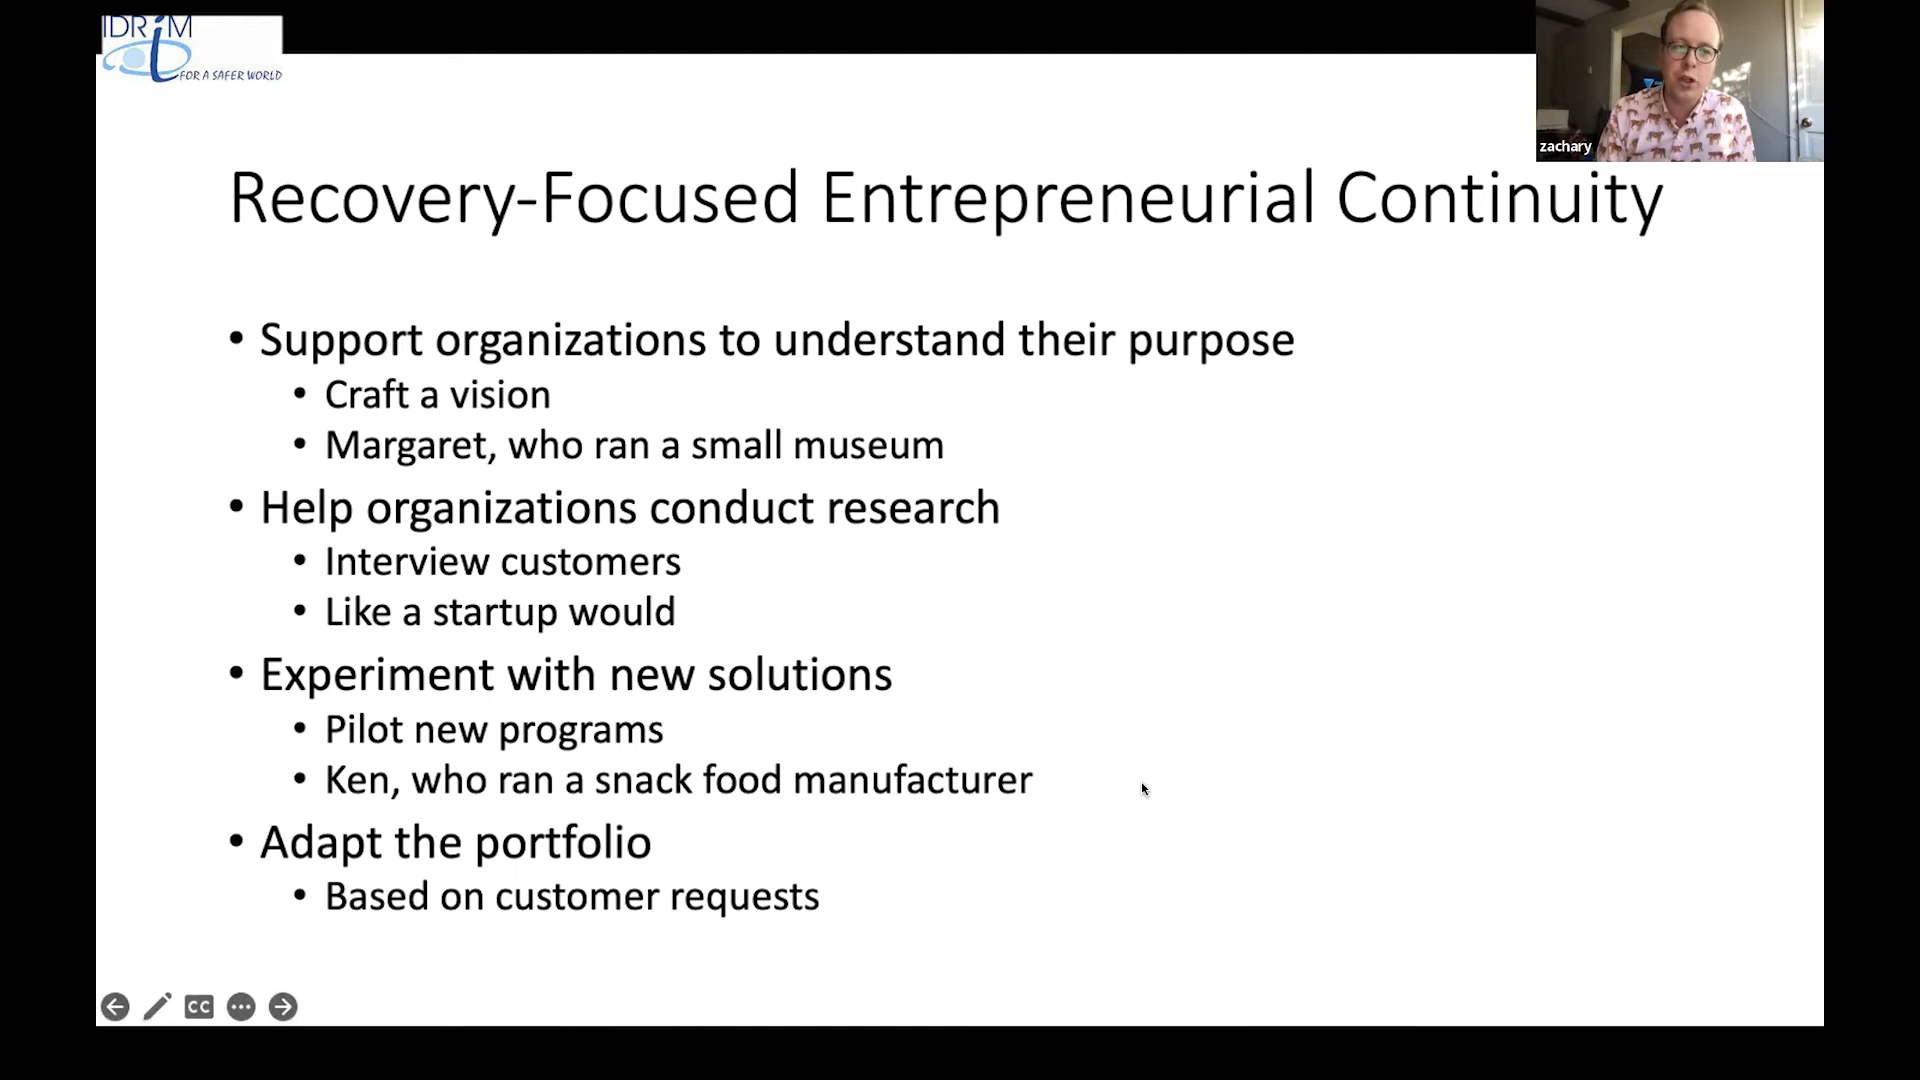 IDRiM
FOR A SAFER WORLD
zachary
Recovery-Focused Entrepreneurial Continuity
• Support organizations to understand their purpose
• Craft a vision
• Margaret, who ran a small museum
• Help organizations conduct research
• Interview customers
• Like a startup would
• Experiment with new solutions
• Pilot new programs
• Ken, who ran a snack food manufacturer
• Adapt the portfolio
• Based on customer requests
CC